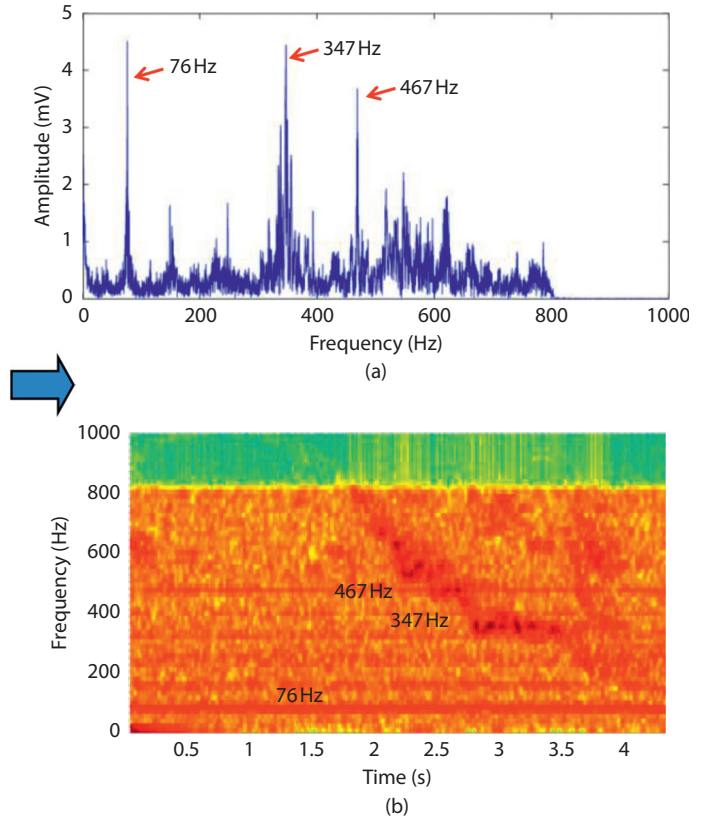 5
4
3
2
1
0
Amplitude (mV)
76 Hz
347 Hz
467 Hz
0 200 400 600 800 1000
Frequency (Hz)
(a)
1000
800
600
400
200
0
Frequency (Hz)
467 Hz
347 Hz
76 Hz
0.5 1 1.5 2 2.5 3 3.5 4
Time (s)
(b)